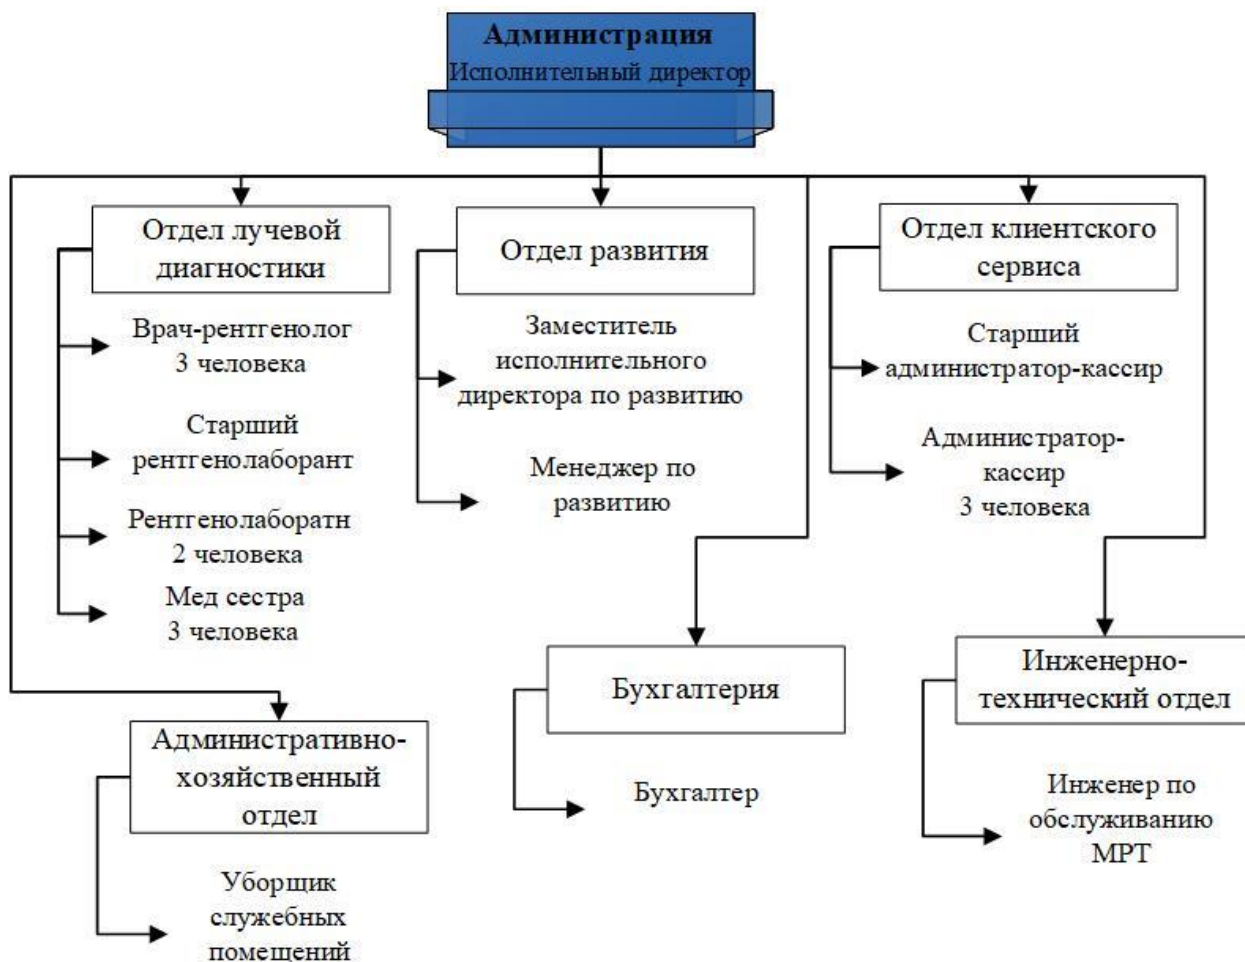 Администрация
Исполнительный директор
Отдел лучевой
диагностики
Врач-рентгенолог
3 человека
Старший
рентгенолаборант
Рентгенолаборатн
2 человека
Мед сестра
3 человека
Отдел развития
Заместитель
исполнительного
директора по развитию
Менеджер по
развитию
Отдел клиентского
сервиса
Старший
администратор-кассир
Администратор-
кассир
3 человека
Административно-
хозяйственный
отдел
Уборщик
служебных
помещений
Бухгалтерия
Бухгалтер
Инженерно-
технический отдел
Инженер по
обслуживанию
МРТ